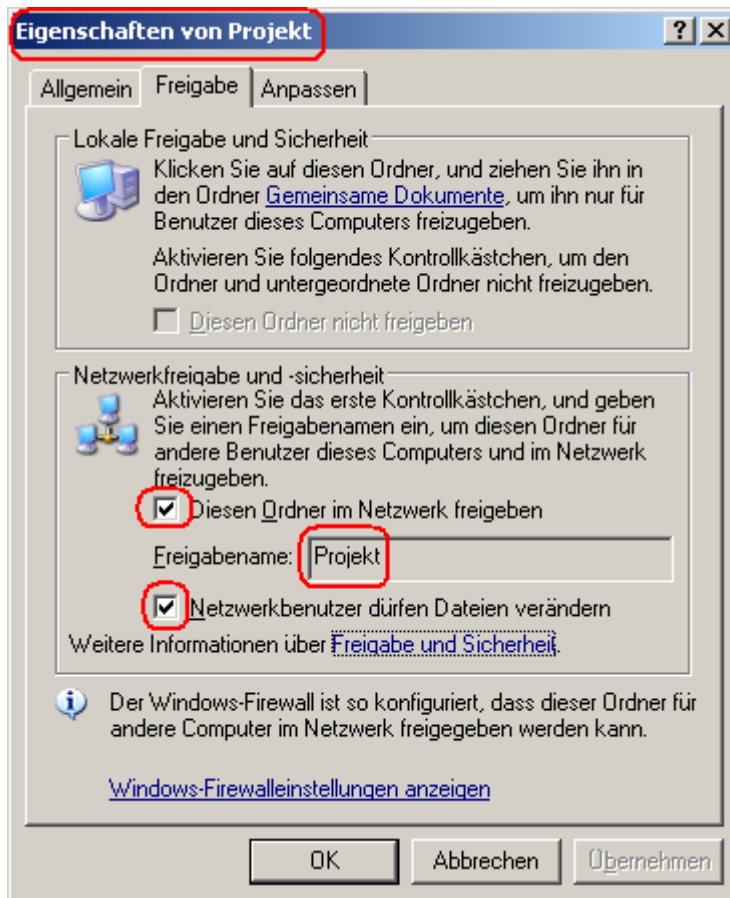 Eigenschaften von Projekt
Allgemein Freigabe Anpassen
Lokale Freigabe und Sicherheit
Klicken Sie auf diesen Ordner, und ziehen Sie ihn in
den Ordner Gemeinsame Dokumente, um ihn nur für
Benutzer dieses Computers freizugeben.
Aktivieren Sie folgendes Kontrollkästchen, um den
Ordner und untergeordnete Ordner nicht freizugeben.
Diesen Ordner nicht freigeben
Netzwerkfreigabe und -sicherheit
Aktivieren Sie das erste Kontrollkästchen, und geben
Sie einen Freigabenamen ein, um diesen Ordner für
andere Benutzer dieses Computers und im Netzwerk
freizugeben.
Diesen Ordner im Netzwerk freigeben
Freigabename: Projekt
Netzwerkbenutzer dürfen Dateien verändern
Weitere Informationen über Freigabe und Sicherheit.
Der Windows-Firewall ist so konfiguriert, dass dieser Ordner für
andere Computer im Netzwerk freigegeben werden kann.
Windows-Firewalleinstellungen anzeigen
OK Abbrechen Übernehmen